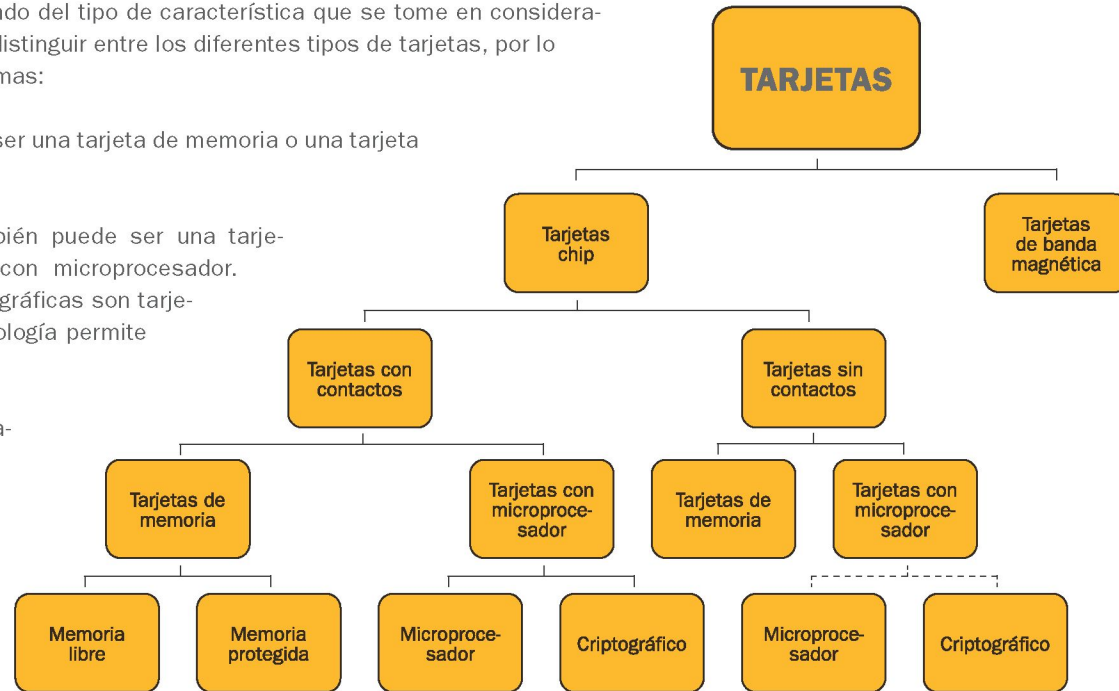 ndo del tipo de característica que se tome en considera-
distinguir entre los diferentes tipos de tarjetas, por lo
mas:
ser una tarjeta de memoria o una tarjeta
bién puede ser una tarje-
con microprocesador.
gráficas son tarje-
ología permite
a-
TARJETAS
Tarjetas
chip
Tarjetas
de banda
magnética
Tarjetas con
contactos
Tarjetas sin
contactos
Tarjetas de
memoria
Tarjetas con
microproce-
sador
Tarjetas de
memoria
Tarjetas con
microproce-
sador
Memoria
libre
Memoria
protegida
Microproce-
sador
Criptográfico
Microproce-
sador
Criptográfico